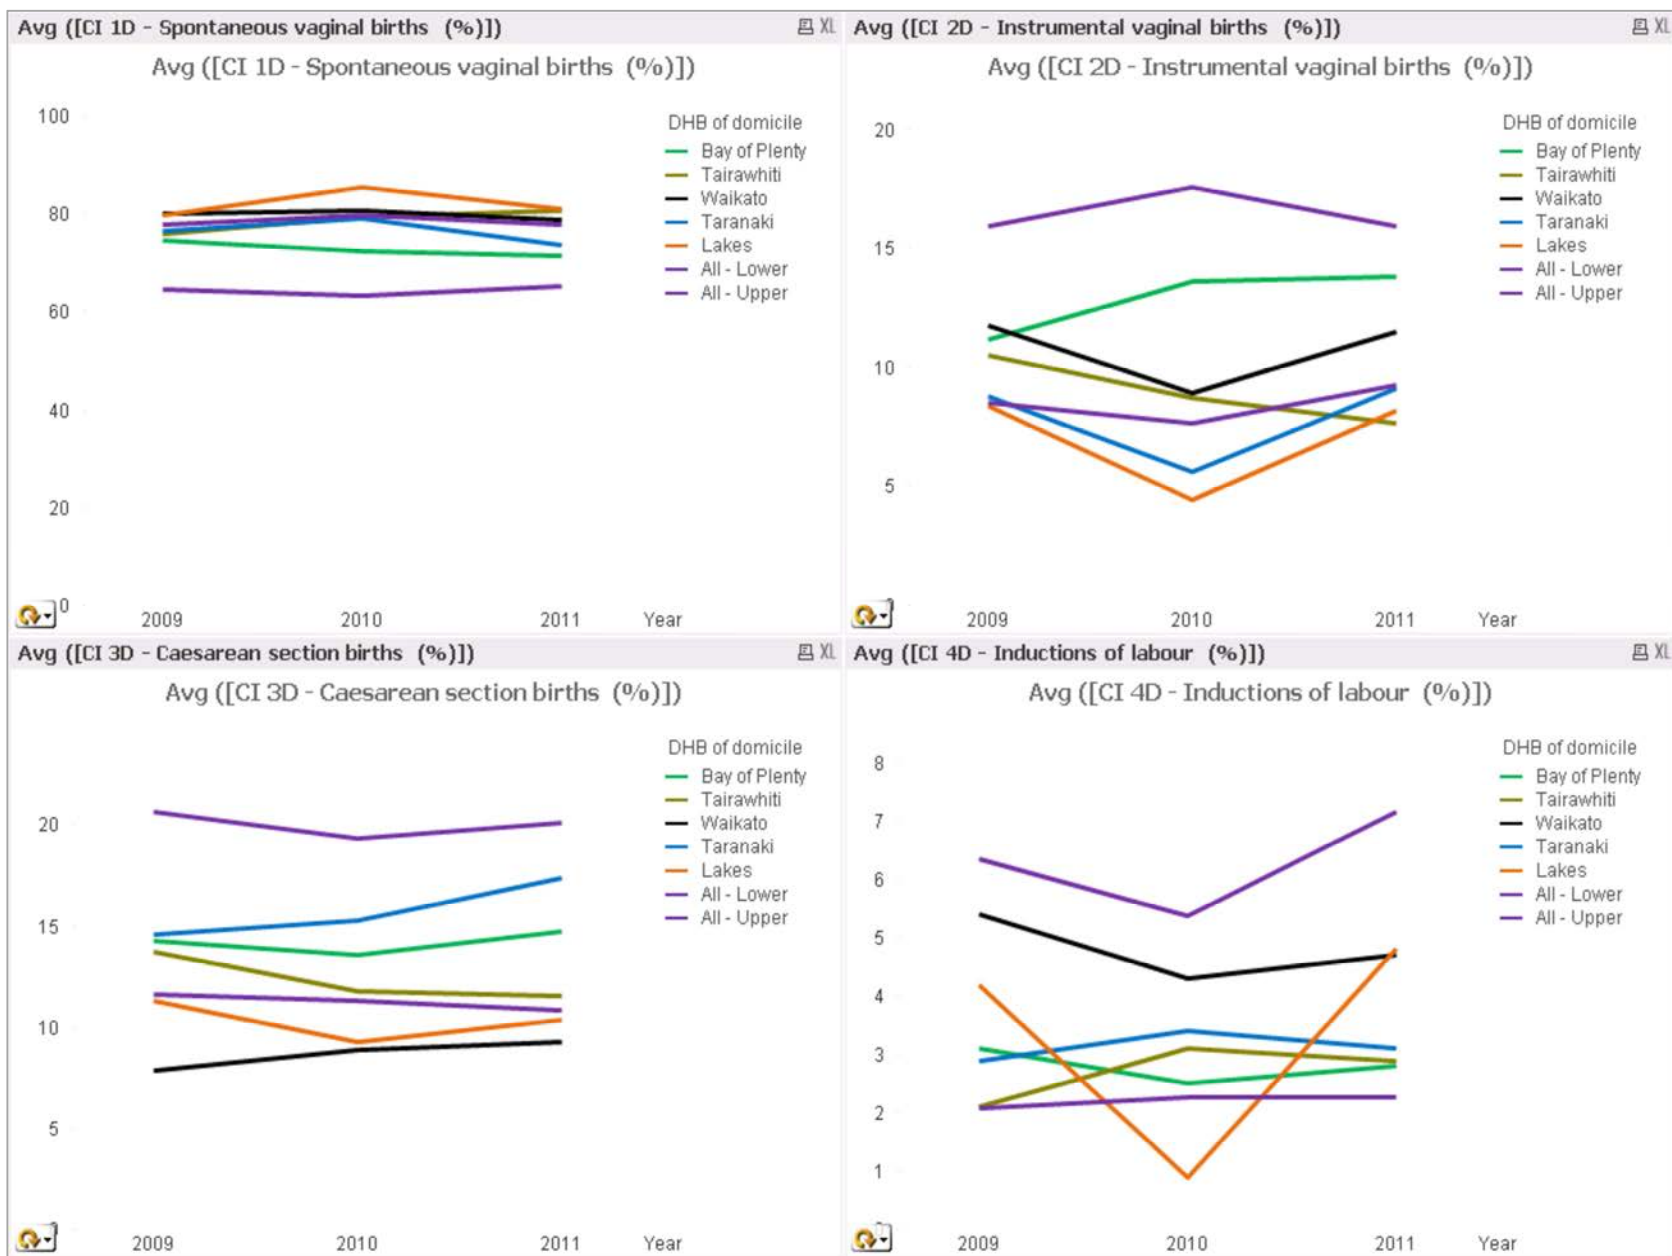 Avg ([CI 1D - Spontaneous vaginal births (%)])
XL
Avg ([CI 1D - Spontaneous vaginal births (%)])
100
80
60
40
20
0
DHB of domicile
Bay of Plenty
Tairawhiti
Waikato
Taranaki
Lakes
All - Lower
All - Upper
2009
2010
2011
Year
Avg ([CI 2D - Instrumental vaginal births (%)])
XL
Avg ([CI 2D - Instrumental vaginal births (%)])
20
15
10
5
DHB of domicile
Bay of Plenty
Tairawhiti
Waikato
Taranaki
Lakes
All - Lower
All - Upper
2009
2010
2011
Year
Avg ([CI 3D - Caesarean section births (%)])
XL
Avg ([CI 3D - Caesarean section births (%)])
20
15
10
5
DHB of domicile
Bay of Plenty
Tairawhiti
Waikato
Taranaki
Lakes
All - Lower
All - Upper
2009
2010
2011
Year
Avg ([CI 4D - Inductions of labour (%)])
XL
Avg ([CI 4D - Inductions of labour (%)])
8
7
6
5
4
3
2
1
DHB of domicile
Bay of Plenty
Tairawhiti
Waikato
Taranaki
Lakes
All - Lower
All - Upper
2009
2010
2011
Year